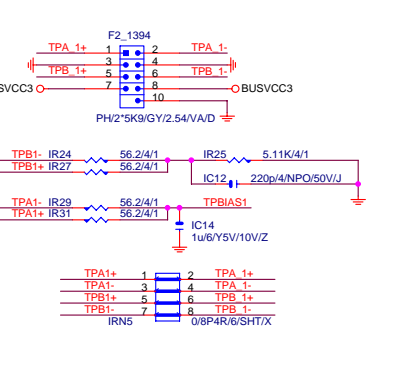 F2_1394
TPA_1+ 1 2 TPA_1-
3 4
TPB_1+ 5 6 TPB_1-
SVCC3 7 8 BUSVCC3
10
PH/2*5K9/GY/2.54/VA/D
TPB1- IR24 56.2/4/1 IR25 5.11K/4/1
TPB1+ IR27 56.2/4/1
IC12 220p/4/NPO/50V/J
TPA1- IR29 56.2/4/1 TPBIAS1
TPA1+ IR31 56.2/4/1
IC14
1u/6/Y5V/10V/Z
TPA1+ 1 2 TPA_1+
TPA1- 3 4 TPA_1-
TPB1+ 5 6 TPB_1+
TPB1- 7 8 TPB_1-
IRN5 0/8P4R/6/SHT/X